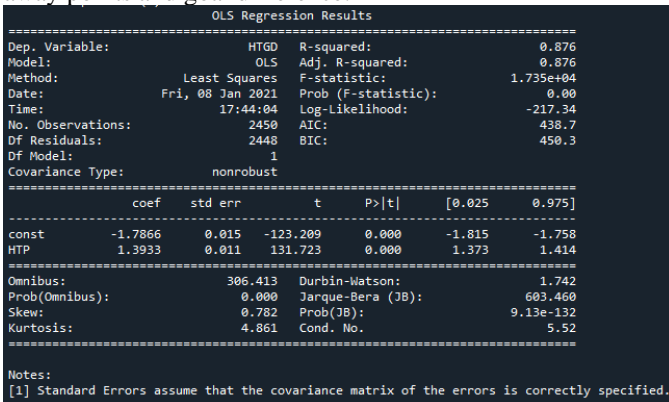 OLS Regression Results
==============================================================================
Dep. Variable: HTGD R-squared: 0.876
Model: OLS Adj. R-squared: 0.876
Method: Least Squares F-statistic: 1.735e+04
Date: Fri, 08 Jan 2021 Prob (F-statistic): 0.00
Time: 17:44:04 Log-Likelihood: -217.34
No. Observations: 2450 AIC: 438.7
Df Residuals: 2448 BIC: 450.3
Df Model: 1
Covariance Type: nonrobust
==============================================================================
coef std err t P>|t| [0.025 0.975]
------------------------------------------------------------------------------
const -1.7866 0.015 -123.209 0.000 -1.815 -1.758
HTP 1.3933 0.011 131.723 0.000 1.373 1.414
==============================================================================
Omnibus: 306.413 Durbin-Watson: 1.742
Prob(Omnibus): 0.000 Jarque-Bera (JB): 603.460
Skew: 0.782 Prob(JB): 9.13e-132
Kurtosis: 4.861 Cond. No. 5.52
==============================================================================
Notes:
[1] Standard Errors assume that the covariance matrix of the errors is correctly specified.